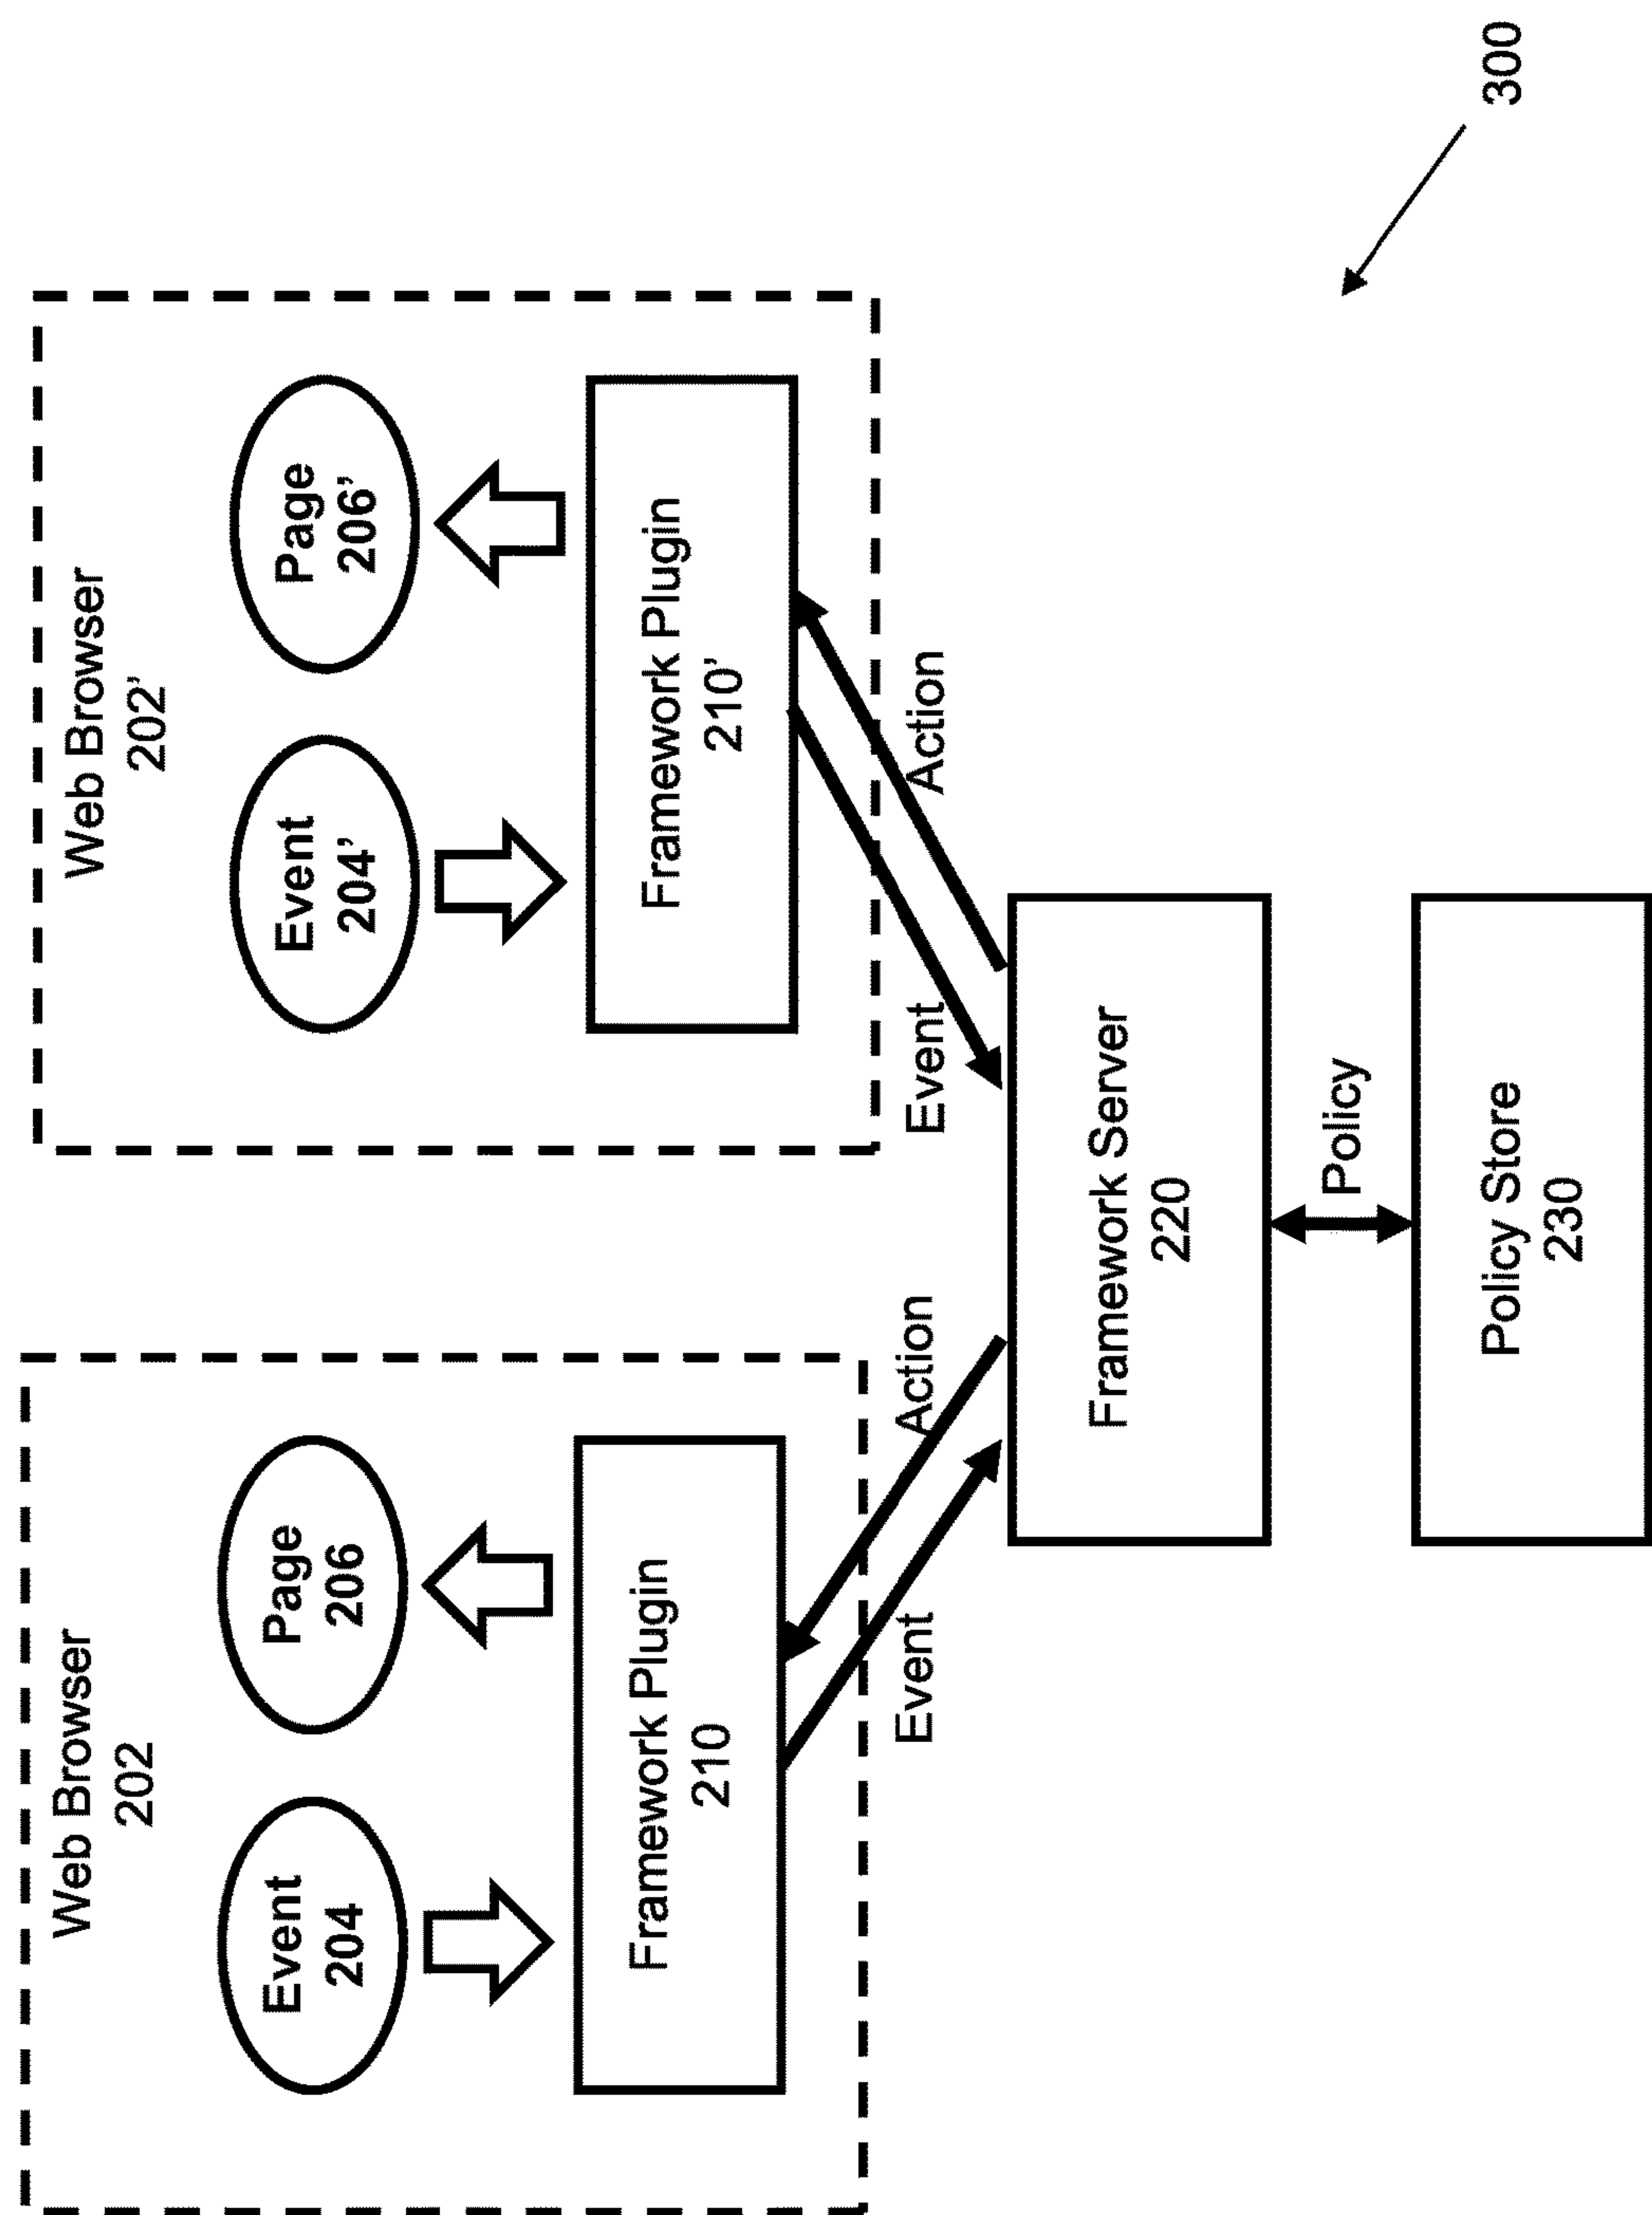 Web Browser
202
Event
204
Page
206
Framework Plugin
210
Event
Action
Web Browser
202’
Event
204’
Page
206’
Framework Plugin
210’
Event
Action
Framework Server
220
Policy
Policy Store
230
300